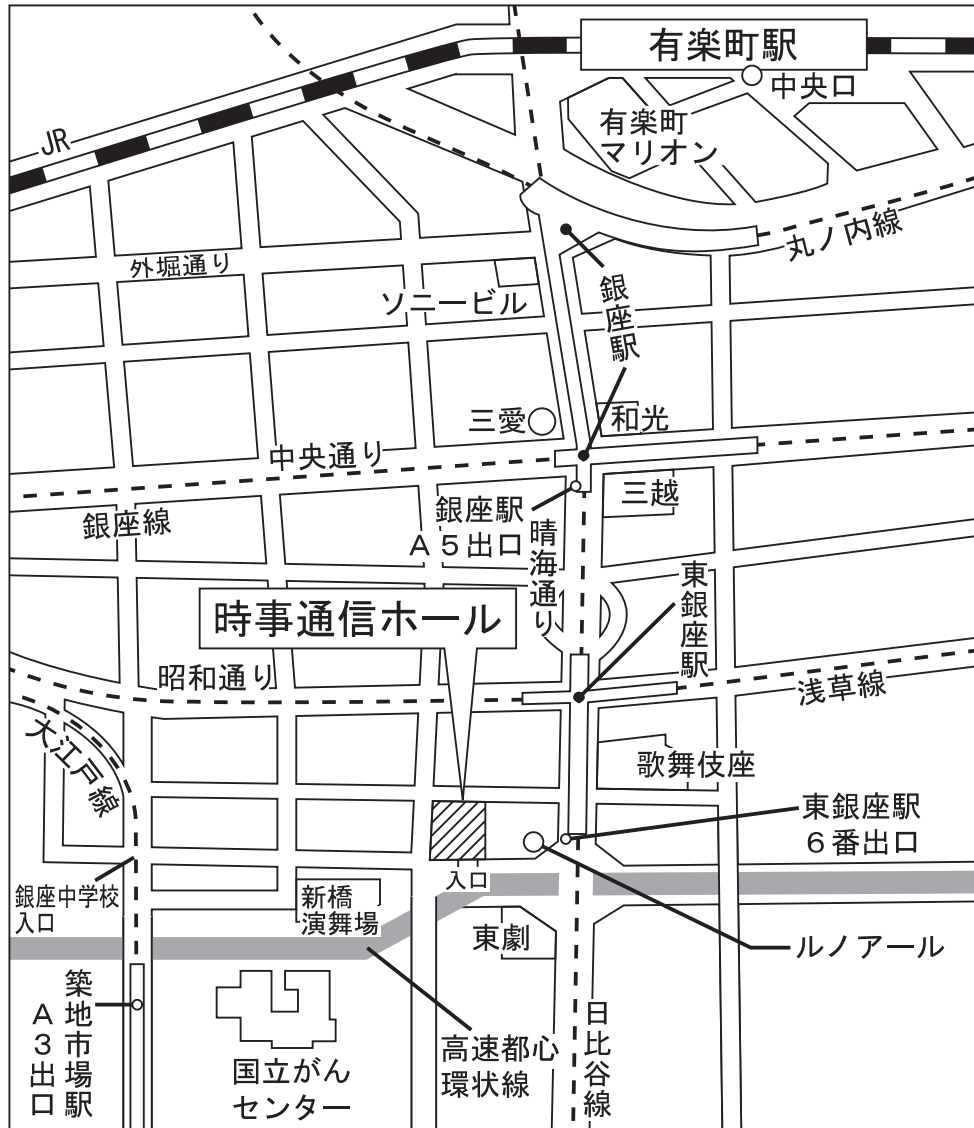 有楽町駅
中央口
JR
有楽町
マリオン
丸ノ内線
外堀通り
ソニービル
銀座駅
三愛
和光
中央通り
銀座線
銀座駅
A5出口
三越
晴海通り
東銀座駅
時事通信ホール
昭和通り
浅草線
大江戸線
歌舞伎座
東銀座駅
6番出口
入口
銀座中学校
入口
新橋
演舞場
東劇
ルノアール
築地市場駅
A3出口
国立がん
センター
高速都心
環状線
日比谷線